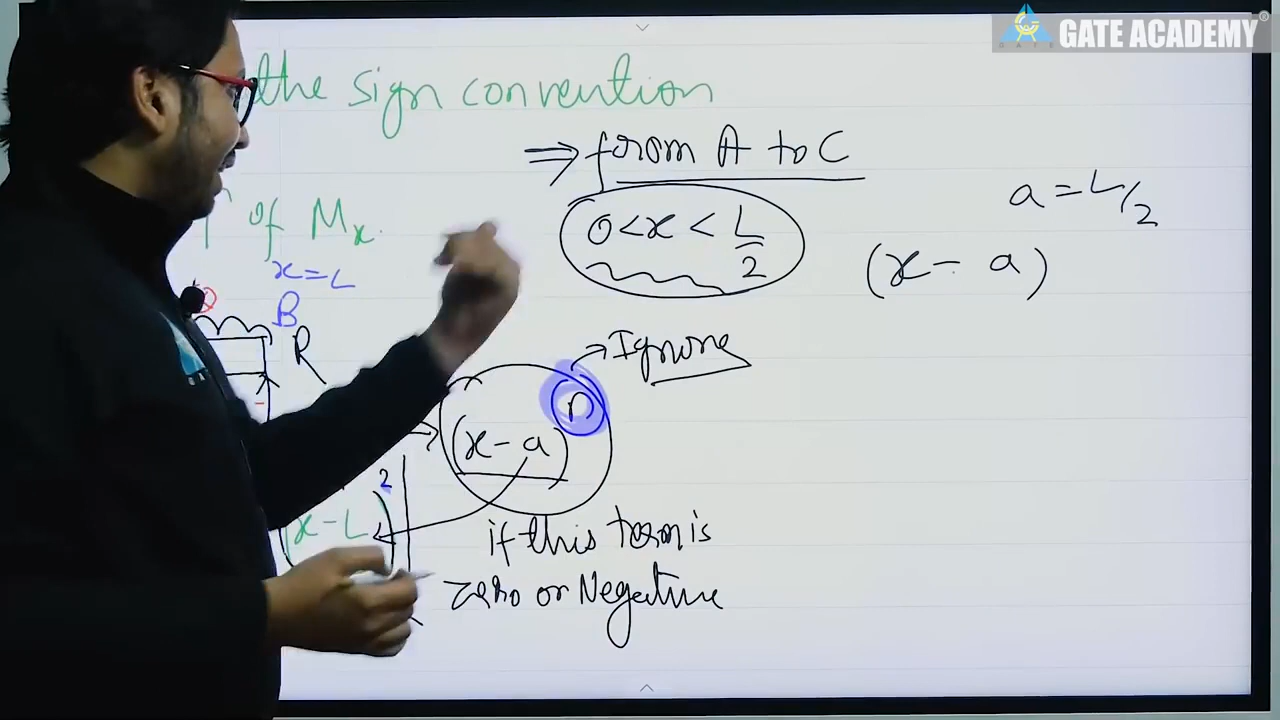 GATE ACADEMY
the sign convention
⇒ from A to C
0 < x < L/2
a = L/2
(x - a)
of Mx.
x = L
B
R
→ Ignore
(x - a)^n
(x - L)^2
if this term is
zero or Negative